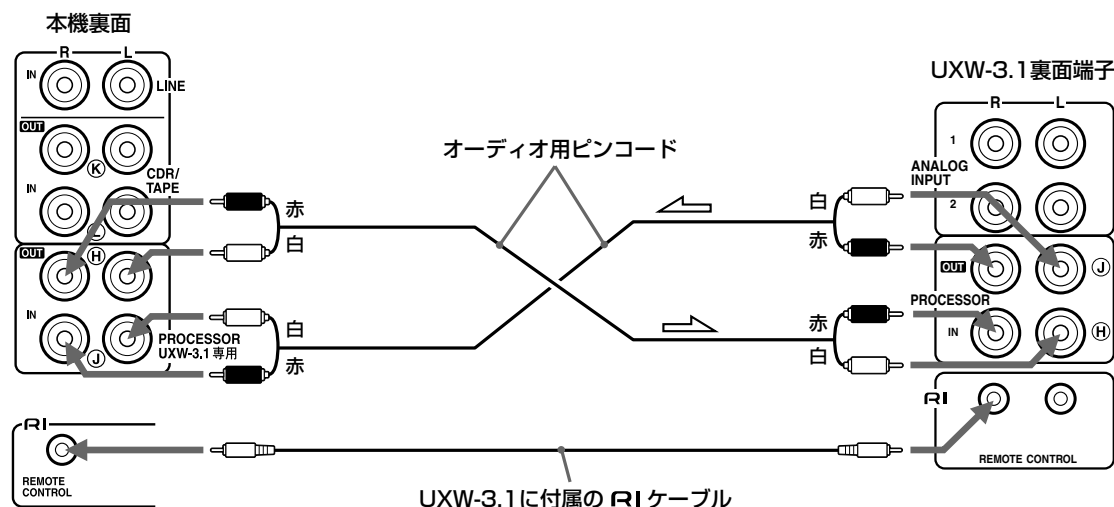 本機裏面
R L
IN
LINE
OUT
K
CDR/
TAPE
IN
L
OUT
H
IN
J
PROCESSOR
UXW-3.1専用
RI
REMOTE
CONTROL
赤
白
白
赤
オーディオ用ピンコード
UXW-3.1に付属の RI ケーブル
白
赤
赤
白
UXW-3.1裏面端子
R L
1
ANALOG
INPUT
2
OUT
J
PROCESSOR
IN
H
RI
REMOTE CONTROL